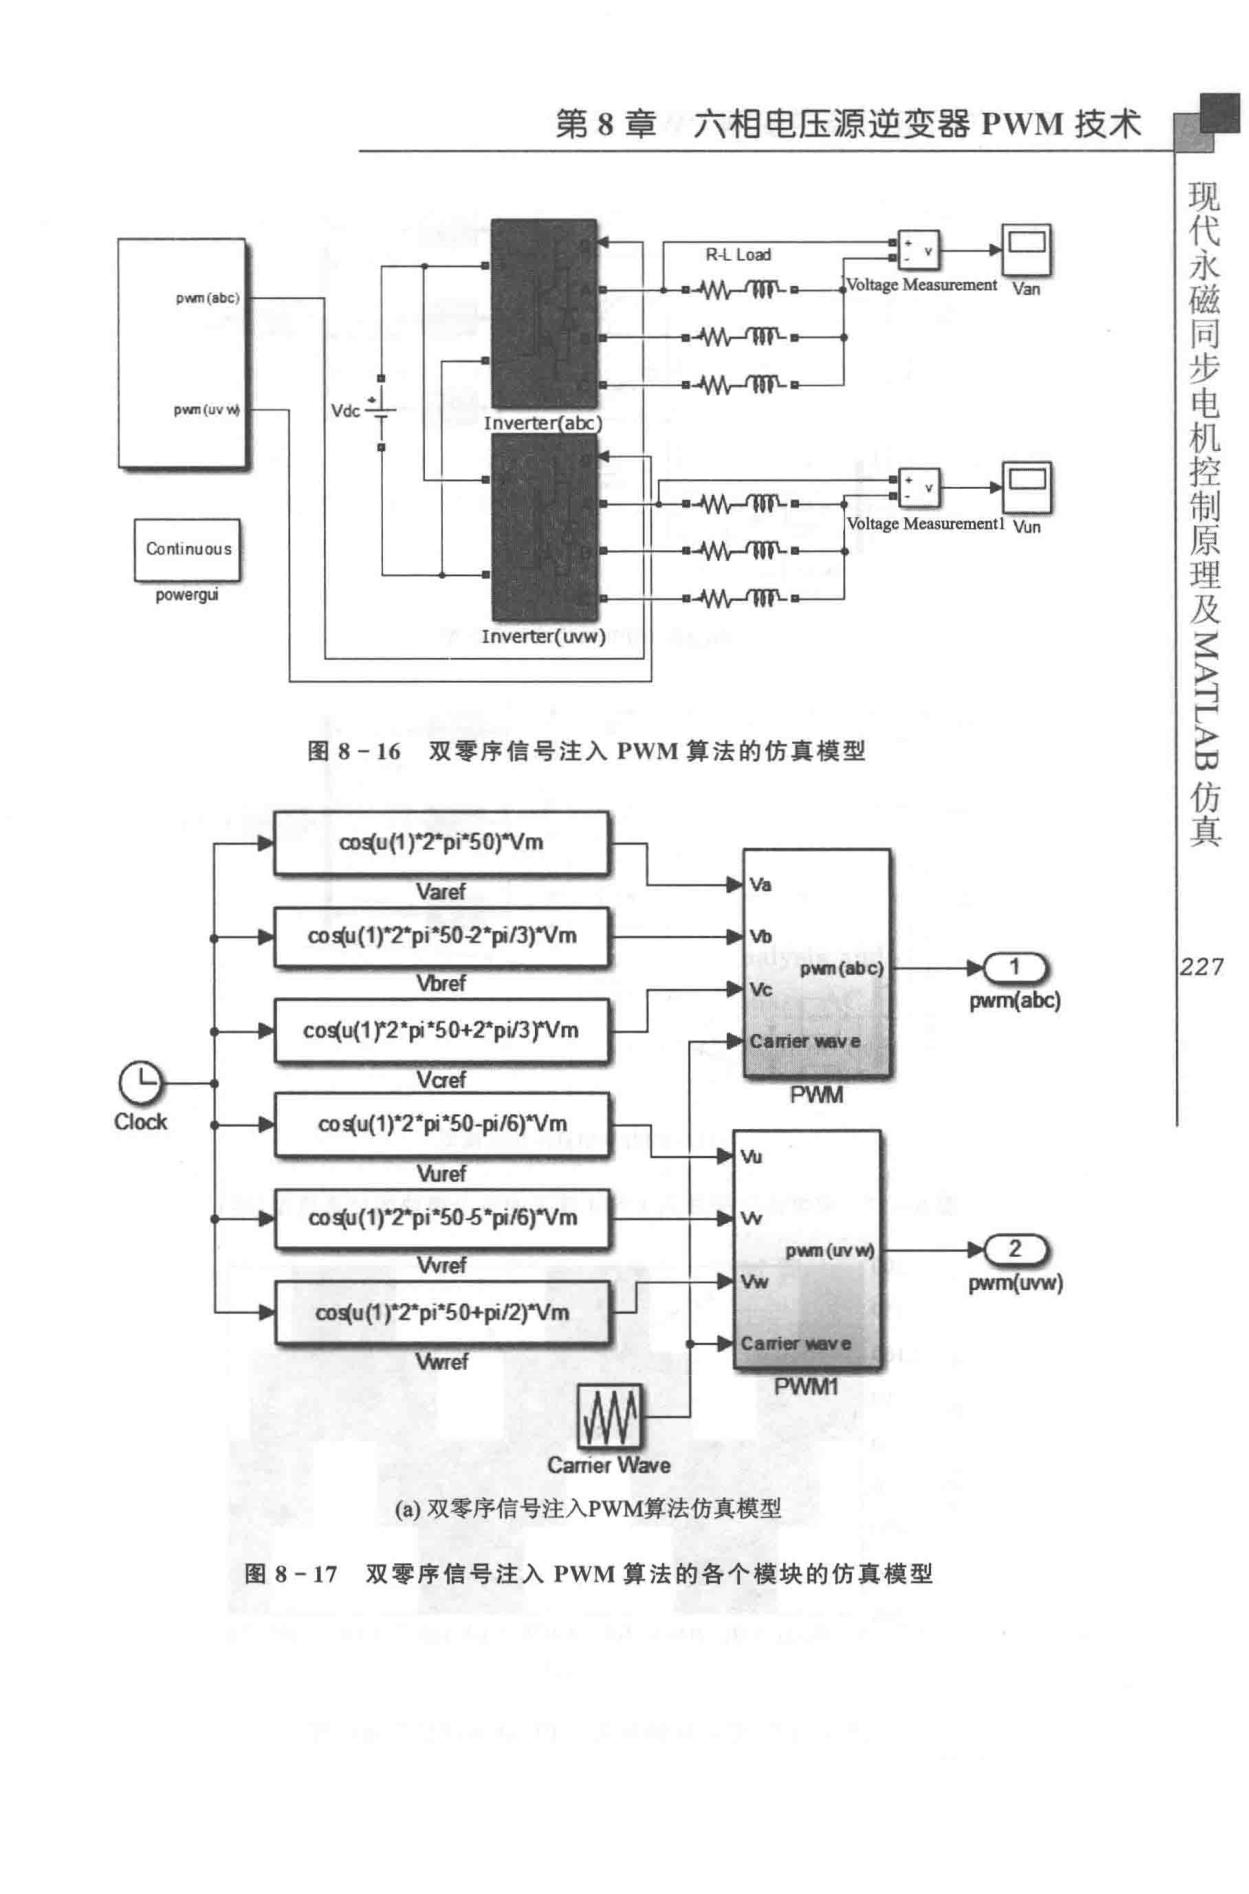 第 8 章 六相电压源逆变器 PWM 技术
现代永磁同步电机控制原理及MATLAB仿真
227
pwm(abc)
pwm(uvw)
Continuous
powergui
Vdc
Inverter(abc)
Inverter(uvw)
R-L Load
+
-
v
Voltage Measurement
Van
+
-
v
Voltage Measurement1
Vun
图 8-16 双零序信号注入 PWM 算法的仿真模型
cos(u(1)*2*pi*50)*Vm
Varef
cos(u(1)*2*pi*50-2*pi/3)*Vm
Vbref
cos(u(1)*2*pi*50+2*pi/3)*Vm
Vcref
Clock
cos(u(1)*2*pi*50-pi/6)*Vm
Vuref
cos(u(1)*2*pi*50-5*pi/6)*Vm
Vvref
cos(u(1)*2*pi*50+pi/2)*Vm
Vwref
Va
Vb
Vc
Carrier wave
pwm(abc)
PWM
1
pwm(abc)
Vu
Vv
Vw
Carrier wave
pwm(uvw)
PWM1
2
pwm(uvw)
Carrier Wave
(a) 双零序信号注入PWM算法仿真模型
图 8-17 双零序信号注入 PWM 算法的各个模块的仿真模型